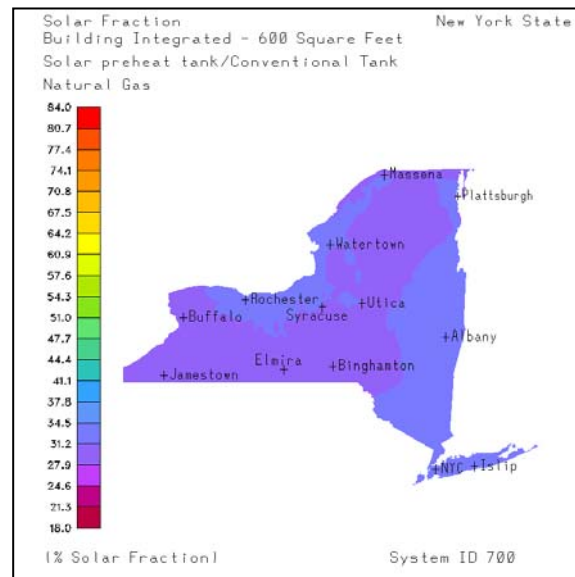 Solar Fraction New York State
Building Integrated - 600 Square Feet
Solar preheat tank/Conventional Tank
Natural Gas
84.0
80.7
77.4
74.1
70.8
67.5
64.2
60.9
57.6
54.3
51.0
47.7
44.4
41.1
37.8
34.5
31.2
27.9
24.6
21.3
18.0
+Massena
+Plattsburgh
+Watertown
+Rochester
+Utica
+Buffalo
Syracuse
+Albany
Elmira
+Binghamton
+Jamestown
+NYC
+Islip
(% Solar Fraction) System ID 700